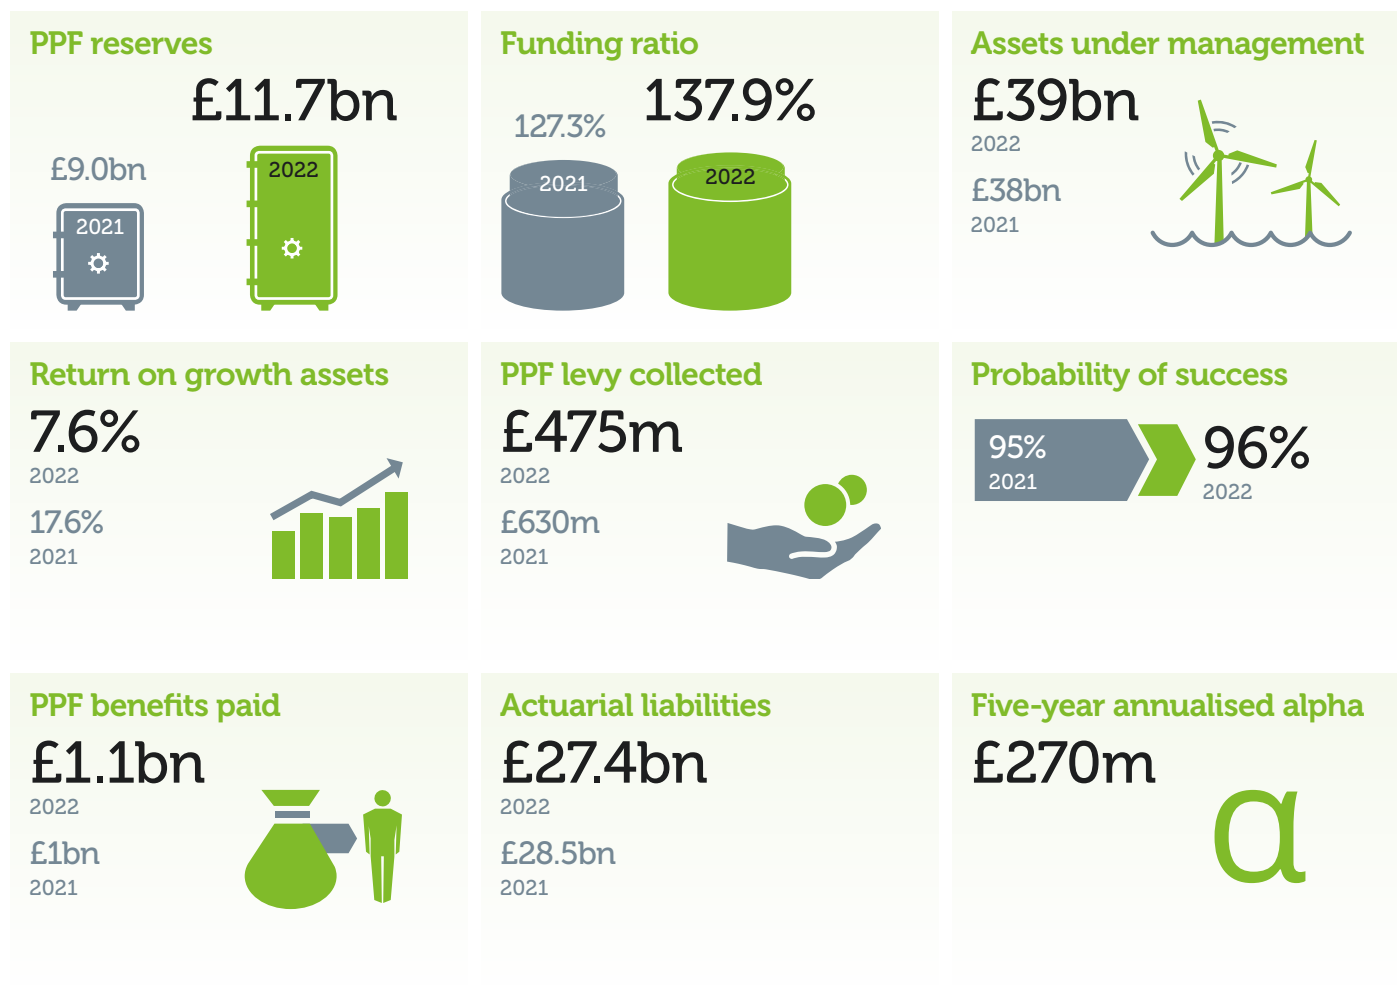 PPF reserves
£11.7bn
£9.0bn
2021
2022
Funding ratio
137.9%
127.3%
2021
2022
Assets under management
£39bn
2022
£38bn
2021
Return on growth assets
7.6%
2022
17.6%
2021
PPF levy collected
£475m
2022
£630m
2021
Probability of success
95%
2021
96%
2022
PPF benefits paid
£1.1bn
2022
£1bn
2021
Actuarial liabilities
£27.4bn
2022
£28.5bn
2021
Five-year annualised alpha
£270m
α